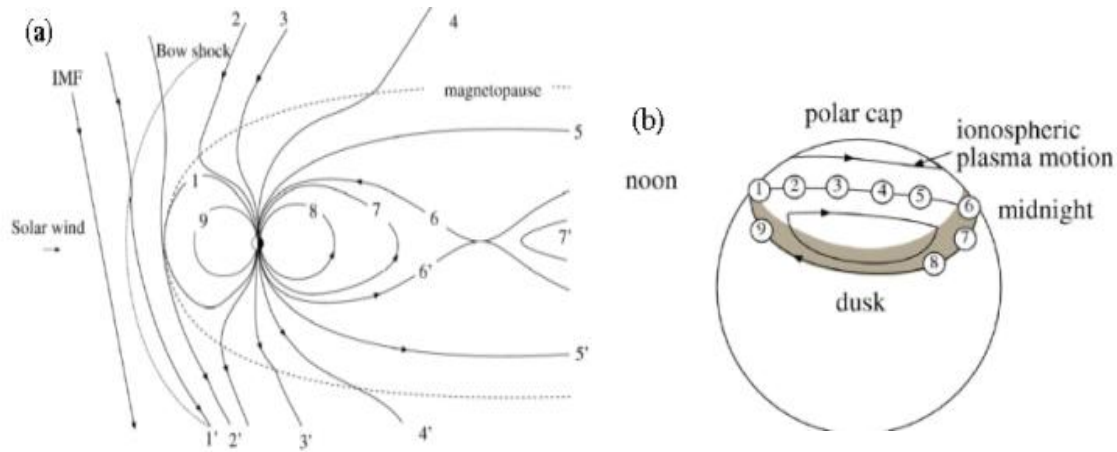 (a)
2
3
4
Bow shock
IMF
magnetopause
5
1
9
8
7
6
7'
Solar wind
6'
5'
1'
2'
3'
4'
(b)
polar cap
ionospheric
plasma motion
noon
1
2
3
4
5
6
midnight
9
8
7
dusk